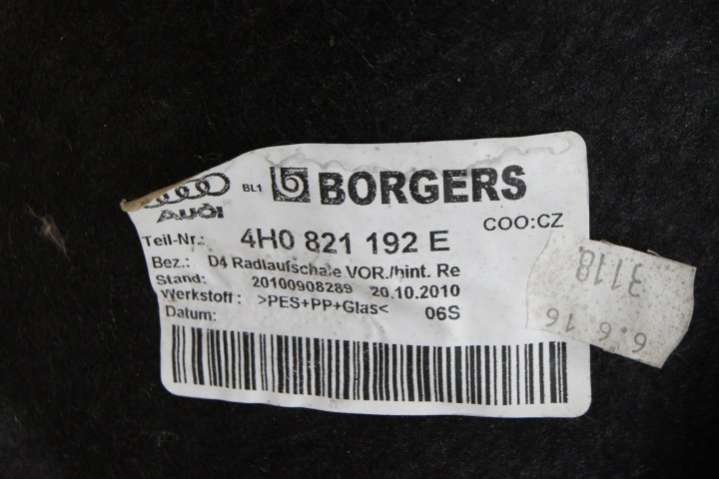 AUDI
BL1 BORGERS
COO:CZ
Teil-Nr.: 4H0 821 192 E
Bez.: D4 Radlaufschale VOR./hint. Re
Stand: 20100908289 20.10.2010
Werkstoff : >PES+PP+Glas< 06S
Datum:
3118
6.6.16